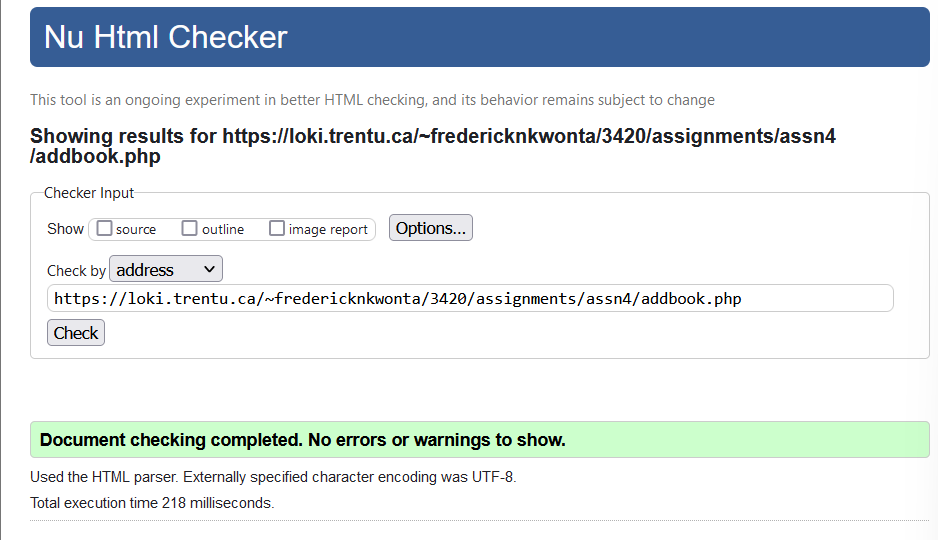 Nu Html Checker
This tool is an ongoing experiment in better HTML checking, and its behavior remains subject to change
Showing results for https://loki.trentu.ca/~fredericknkwonta/3420/assignments/assn4
/addbook.php
Checker Input
Show source outline image report Options...
Check by address
https://loki.trentu.ca/~fredericknkwonta/3420/assignments/assn4/addbook.php
Check
Document checking completed. No errors or warnings to show.
Used the HTML parser. Externally specified character encoding was UTF-8.
Total execution time 218 milliseconds.